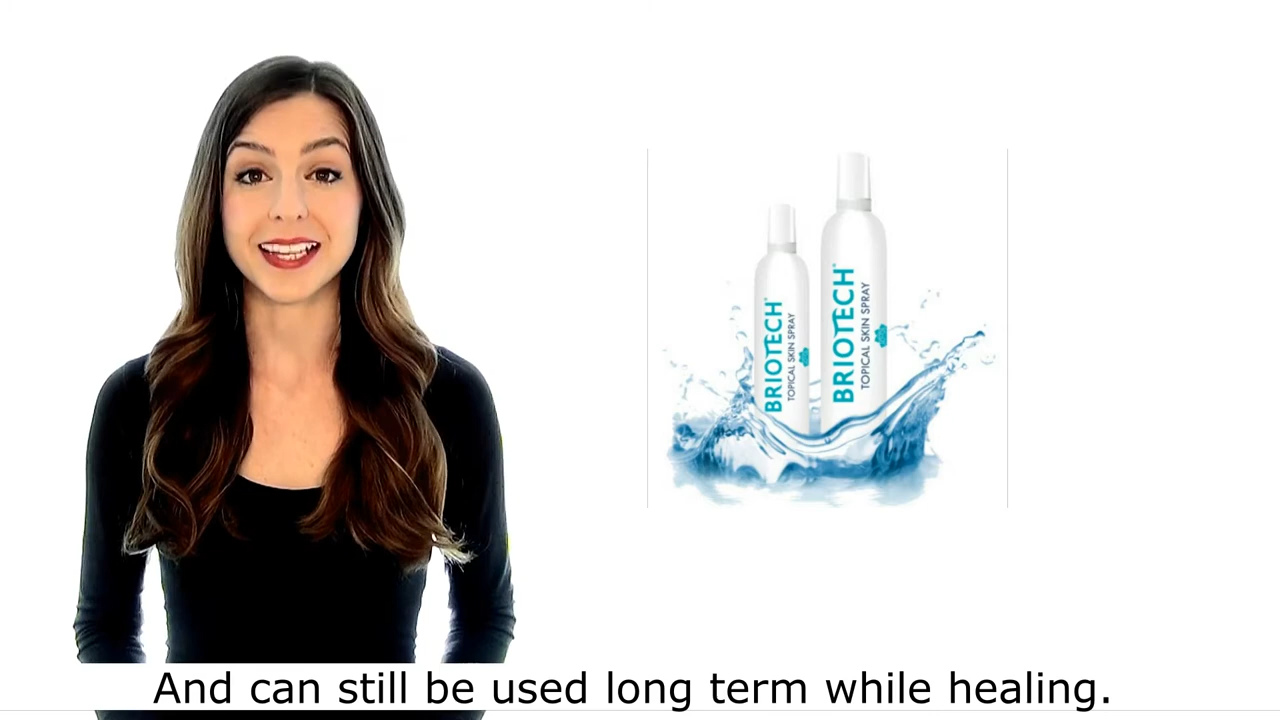 BRIOTECH®
TOPICAL SKIN SPRAY
BRIOTECH®
TOPICAL SKIN SPRAY
And can still be used long term while healing.